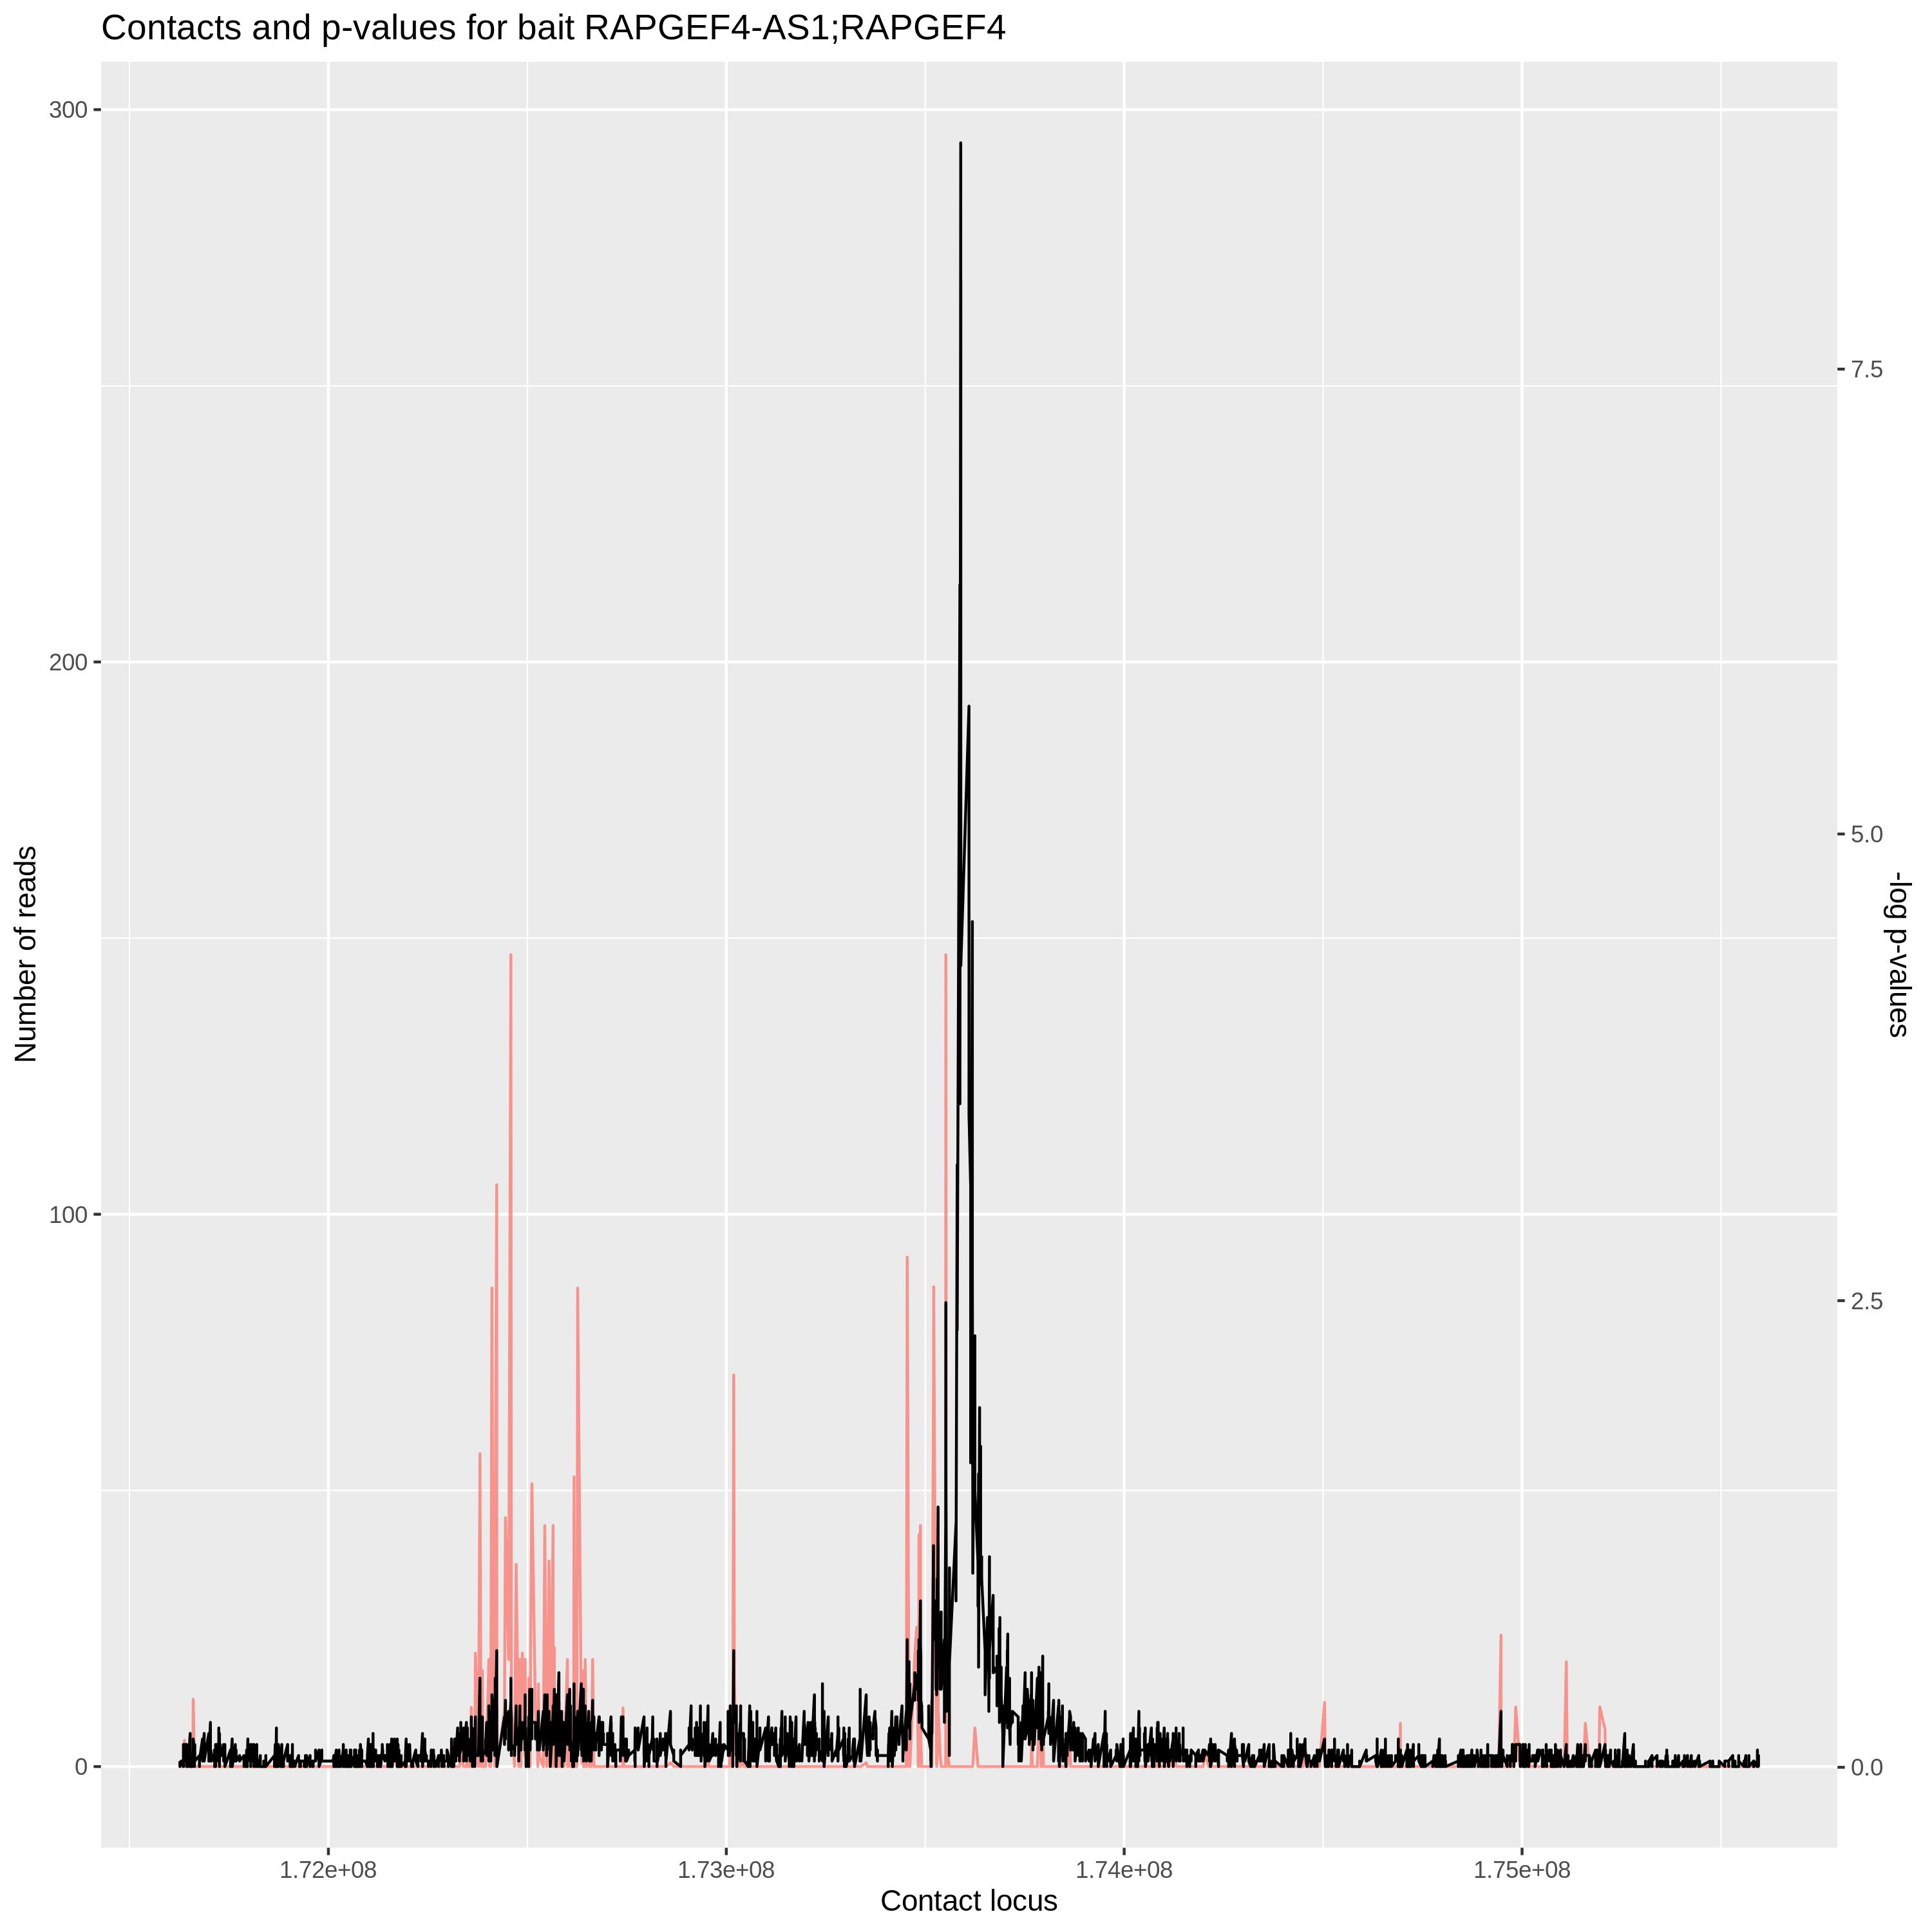 Contacts and p-values for bait RAPGEF4-AS1;RAPGEF4
300
200
100
0
Number of reads
7.5
5.0
2.5
0.0
-log p-values
1.72e+08
1.73e+08
1.74e+08
1.75e+08
Contact locus